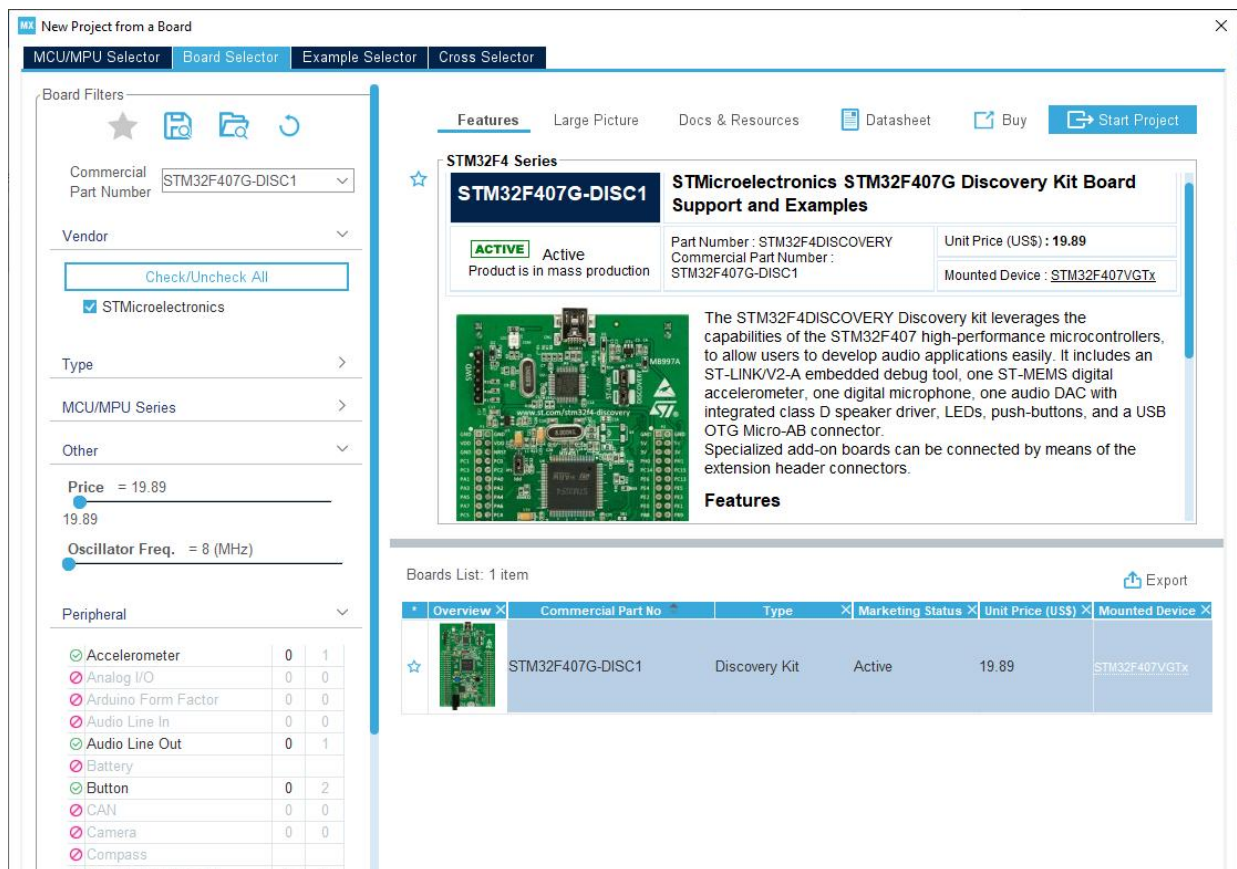 MX New Project from a Board
MCU/MPU Selector Board Selector Example Selector Cross Selector
Board Filters
Commercial
Part Number
STM32F407G-DISC1
Vendor
Check/Uncheck All
STMicroelectronics
Type
MCU/MPU Series
Other
Price = 19.89
19.89
Oscillator Freq. = 8 (MHz)
Peripheral
Accelerometer 0 1
Analog I/O 0 0
Arduino Form Factor 0 0
Audio Line In 0 0
Audio Line Out 0 1
Battery
Button 0 2
CAN 0 0
Camera 0 0
Compass
Features Large Picture Docs & Resources Datasheet Buy Start Project
STM32F4 Series
STM32F407G-DISC1
STMicroelectronics STM32F407G Discovery Kit Board
Support and Examples
ACTIVE Active
Product is in mass production
Part Number : STM32F4DISCOVERY
Commercial Part Number :
STM32F407G-DISC1
Unit Price (US$) : 19.89
Mounted Device : STM32F407VGTx
SWD
MB997A
ST-LINK
DISCOVERY
www.st.com/stm32f4-discovery
STM32F4
The STM32F4DISCOVERY Discovery kit leverages the
capabilities of the STM32F407 high-performance microcontrollers,
to allow users to develop audio applications easily. It includes an
ST-LINK/V2-A embedded debug tool, one ST-MEMS digital
accelerometer, one digital microphone, one audio DAC with
integrated class D speaker driver, LEDs, push-buttons, and a USB
OTG Micro-AB connector.
Specialized add-on boards can be connected by means of the
extension header connectors.
Features
Boards List: 1 item
Export
* Overview Commercial Part No Type Marketing Status Unit Price (US$) Mounted Device
STM32F407G-DISC1 Discovery Kit Active 19.89 STM32F407VGTx